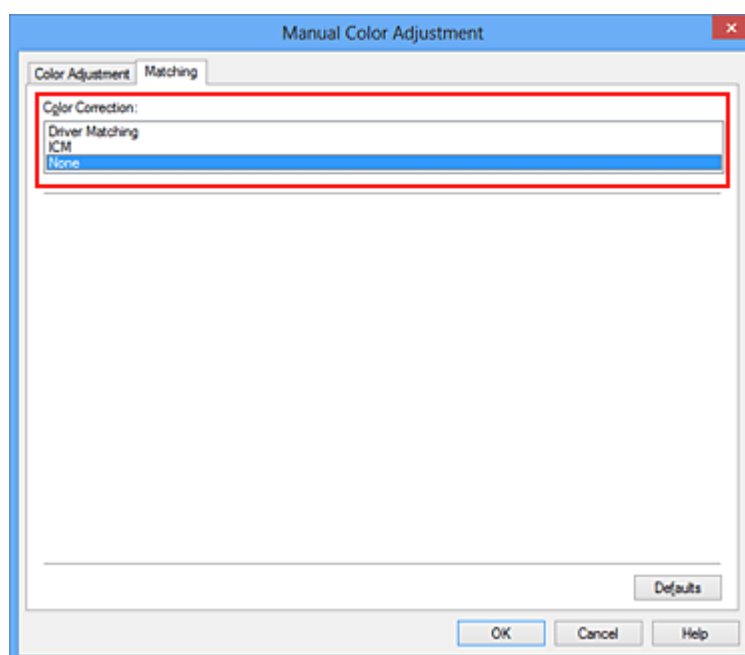 Manual Color Adjustment
Color Adjustment Matching
Color Correction:
Driver Matching
ICM
None
Defaults
OK Cancel Help